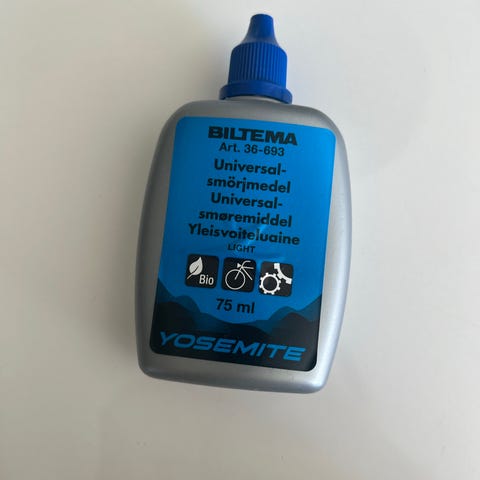 BILTEMA
Art. 36-693
Universal-
smörjmedel
Universal-
smøremiddel
Yleisvoiteluaine
LIGHT
Bio
75 ml
YOSEMITE